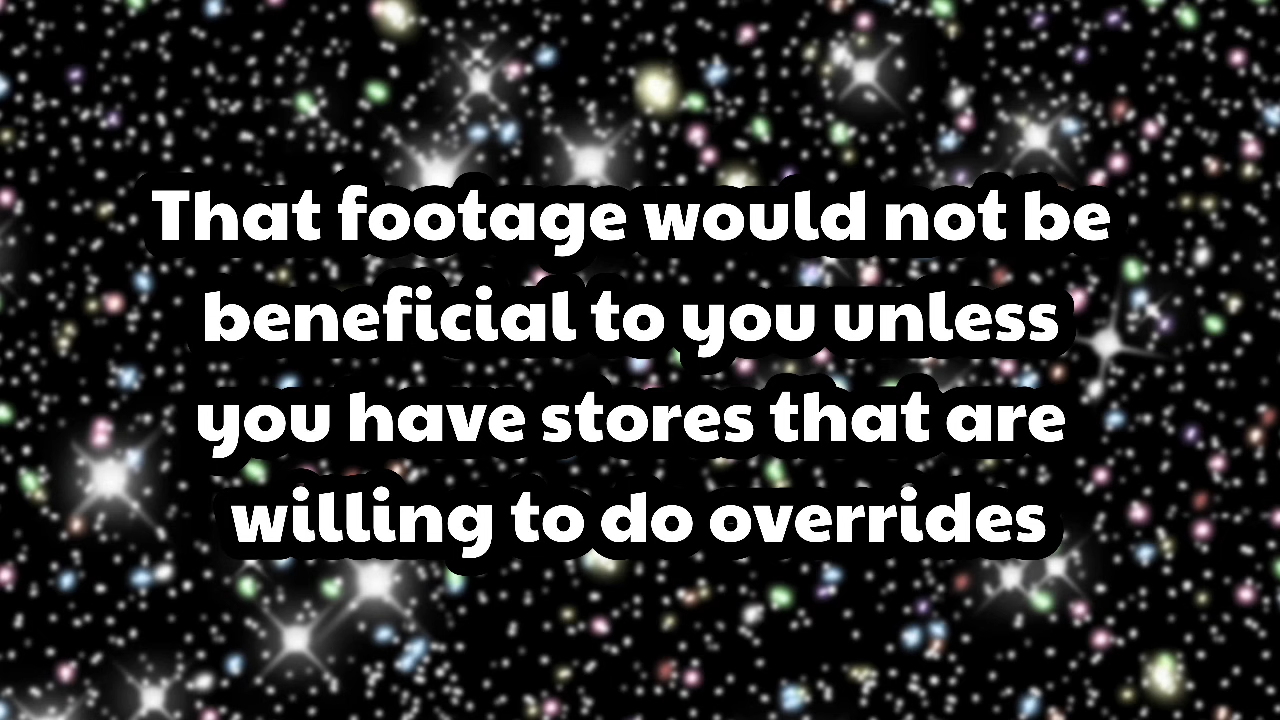 That footage would not be
beneficial to you unless
you have stores that are
willing to do overrides